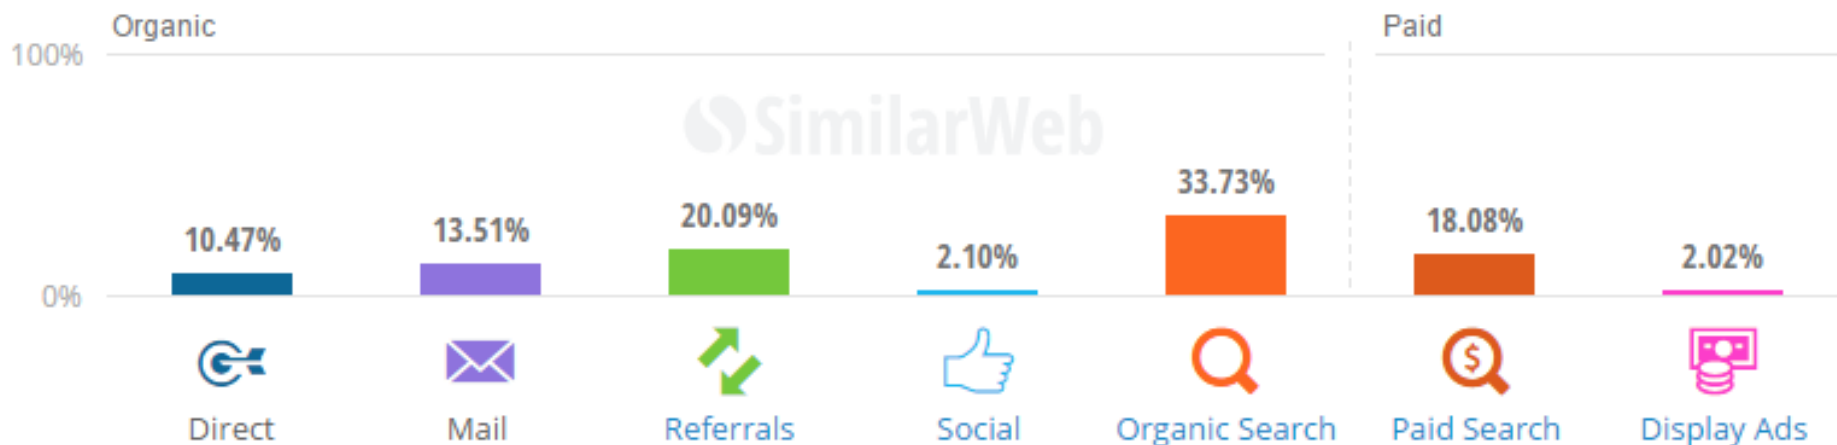 Organic
Paid
100%
SimilarWeb
33.73%
20.09%
18.08%
13.51%
10.47%
2.10%
2.02%
0%
$
Direct
Mail
Referrals
Social
Organic Search
Paid Search
Display Ads